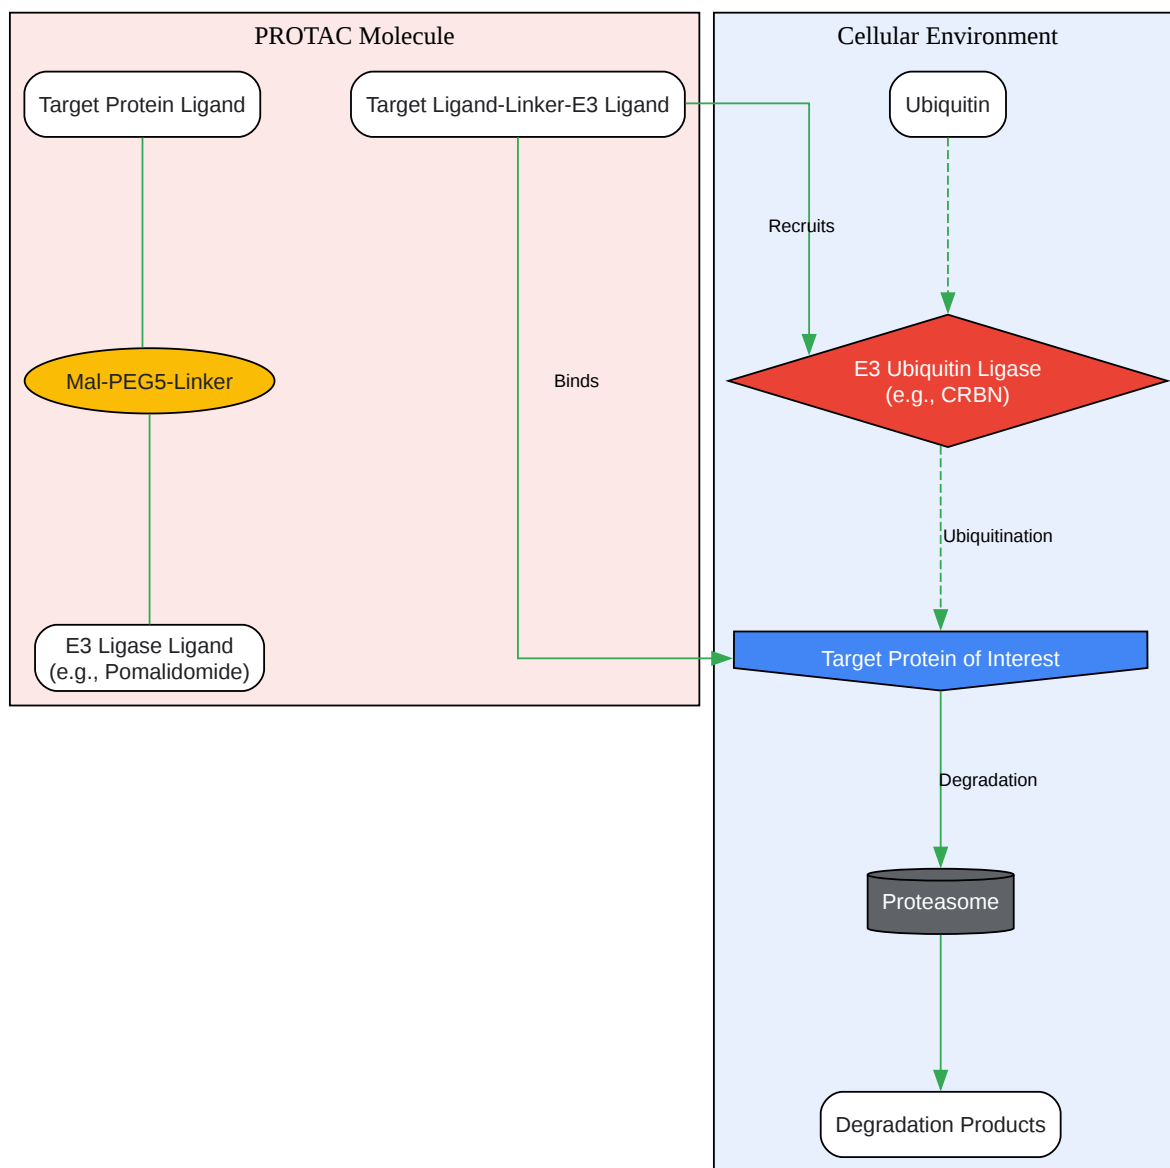 PROTAC Molecule
Target Protein Ligand
Target Ligand-Linker-E3 Ligand
Mal-PEG5-Linker
Binds
E3 Ligase Ligand
(e.g., Pomalidomide)
Cellular Environment
Ubiquitin
Recruits
E3 Ubiquitin Ligase
(e.g., CRBN)
Ubiquitination
Target Protein of Interest
Degradation
Proteasome
Degradation Products